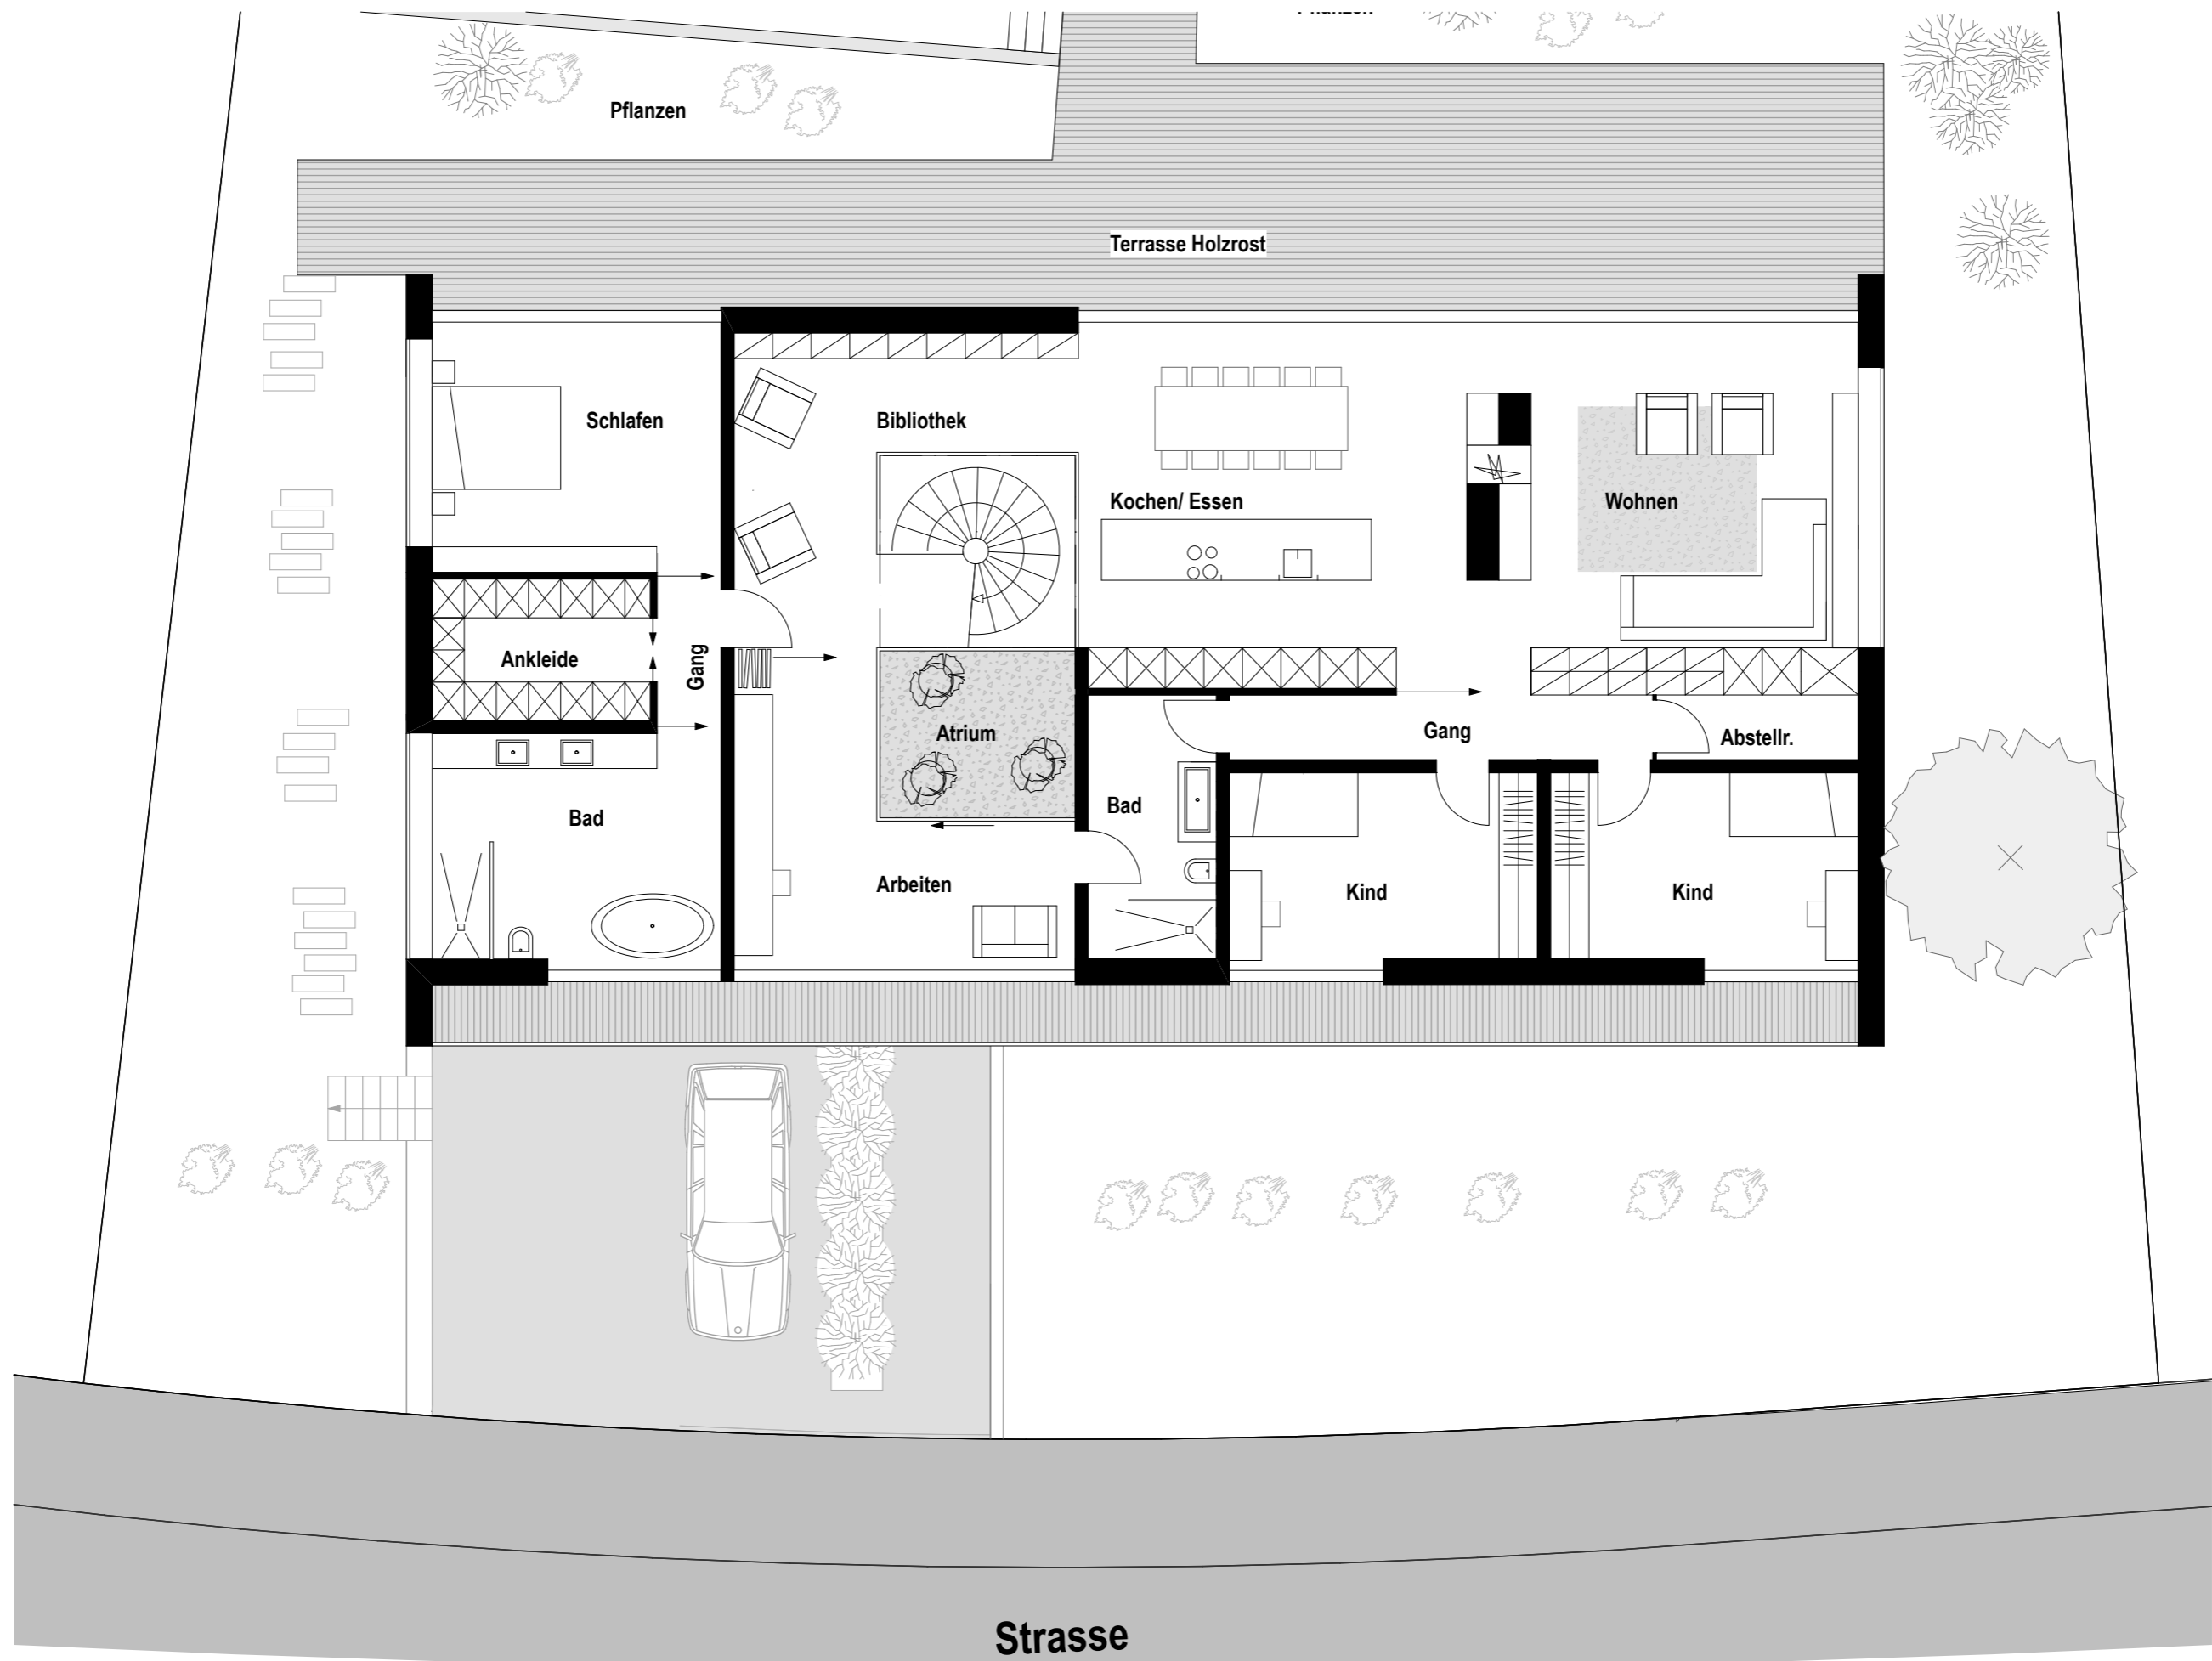 Pflanzen
Pflanzen
Terrasse Holzrost
Schlafen
Bibliothek
Kochen/ Essen
Wohnen
Ankleide
Gang
Atrium
Gang
Abstellr.
Bad
Bad
Arbeiten
Kind
Kind
Strasse